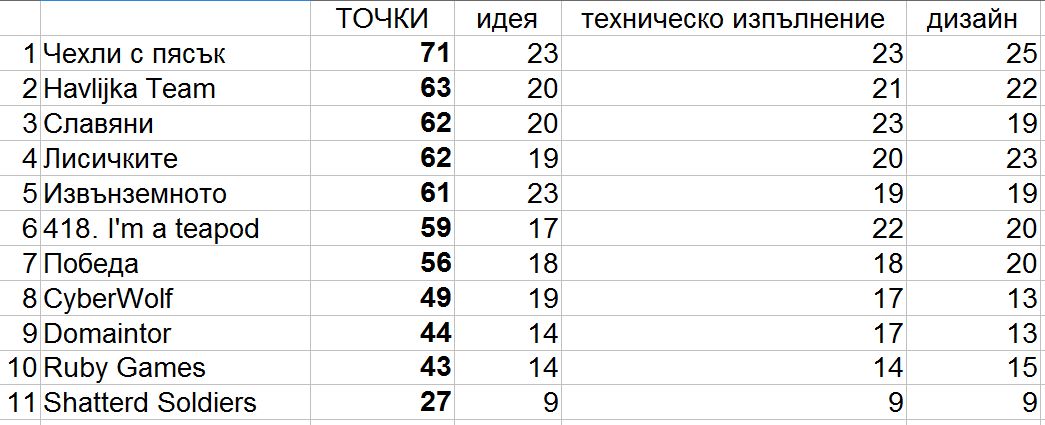 ТОЧКИ идея техническо изпълнение дизайн
1 Чехли с пясък 71 23 23 25
2 Havlijka Team 63 20 21 22
3 Славяни 62 20 23 19
4 Лисичките 62 19 20 23
5 Извънземното 61 23 19 19
6 418. I'm a teapod 59 17 22 20
7 Победа 56 18 18 20
8 CyberWolf 49 19 17 13
9 Domaintor 44 14 17 13
10 Ruby Games 43 14 14 15
11 Shatterd Soldiers 27 9 9 9